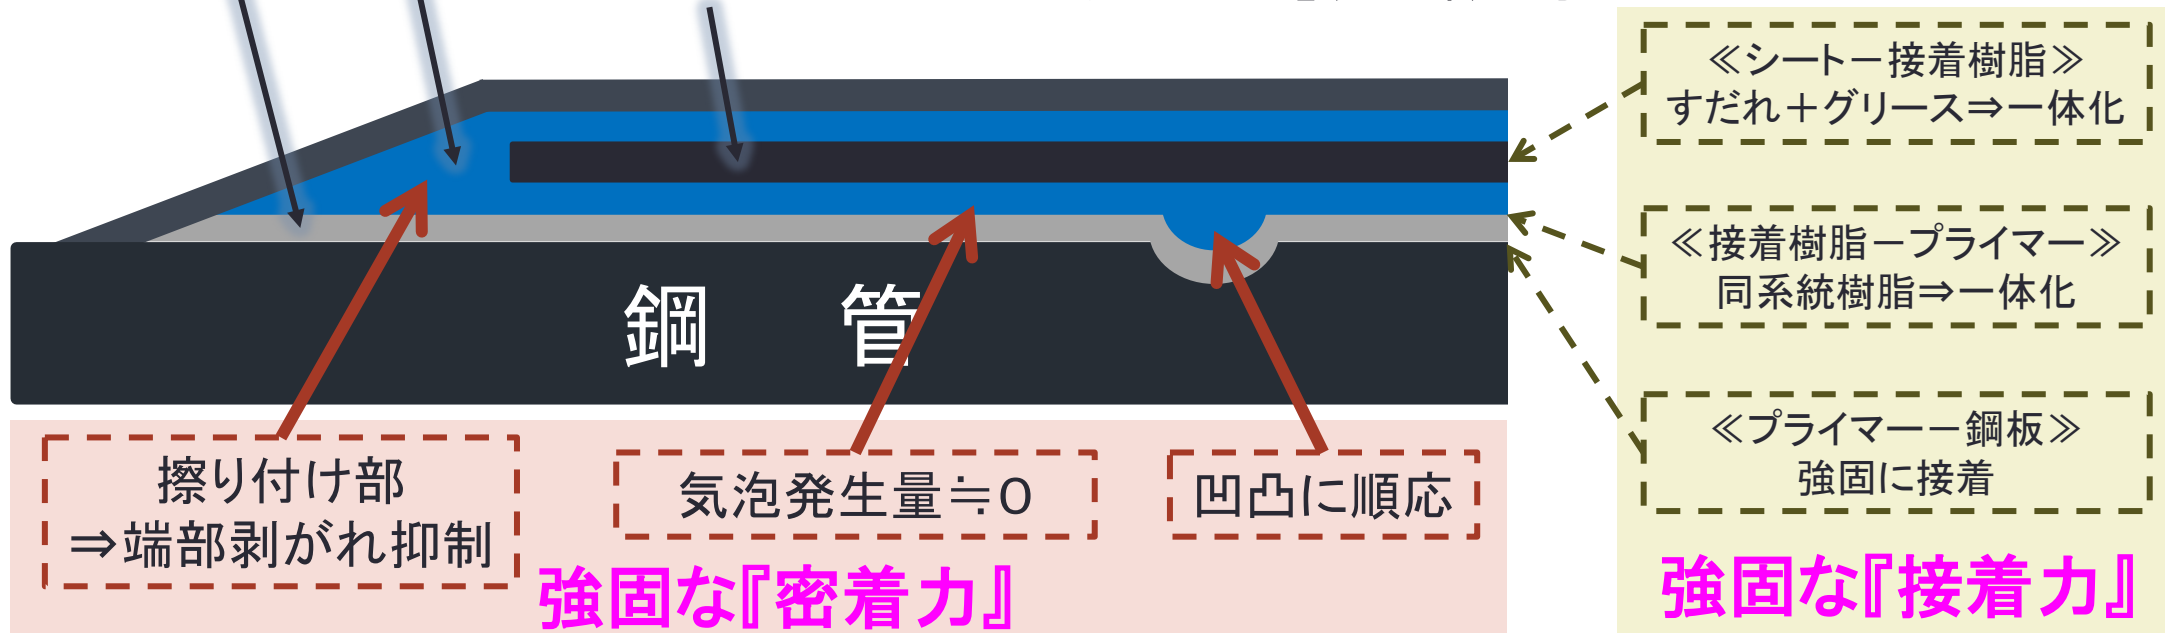 ≪シート－接着樹脂≫
すだれ＋グリース⇒一体化
≪接着樹脂－プライマー≫
同系統樹脂⇒一体化
≪プライマー－鋼板≫
強固に接着
強固な『接着力』
鋼　管
擦り付け部
⇒端部剥がれ抑制
気泡発生量≒0
凹凸に順応
強固な『密着力』